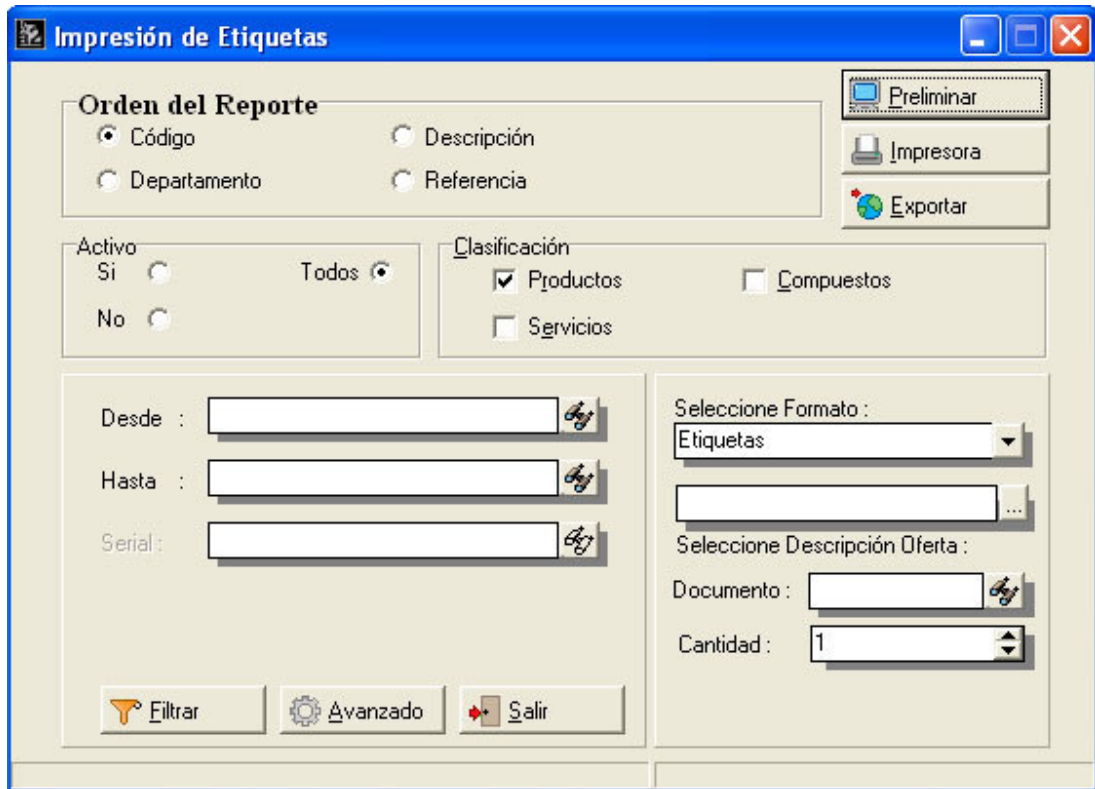 Impresión de Etiquetas
Orden del Reporte
Código
Descripción
Departamento
Referencia
Preliminar
Impresora
Exportar
Activo
Si
Todos
No
Clasificación
Productos
Compuestos
Servicios
Desde :
Hasta :
Serial :
Seleccione Formato :
Etiquetas
...
Seleccione Descripción Oferta :
Documento :
Cantidad : 1
Filtrar
Avanzado
Salir